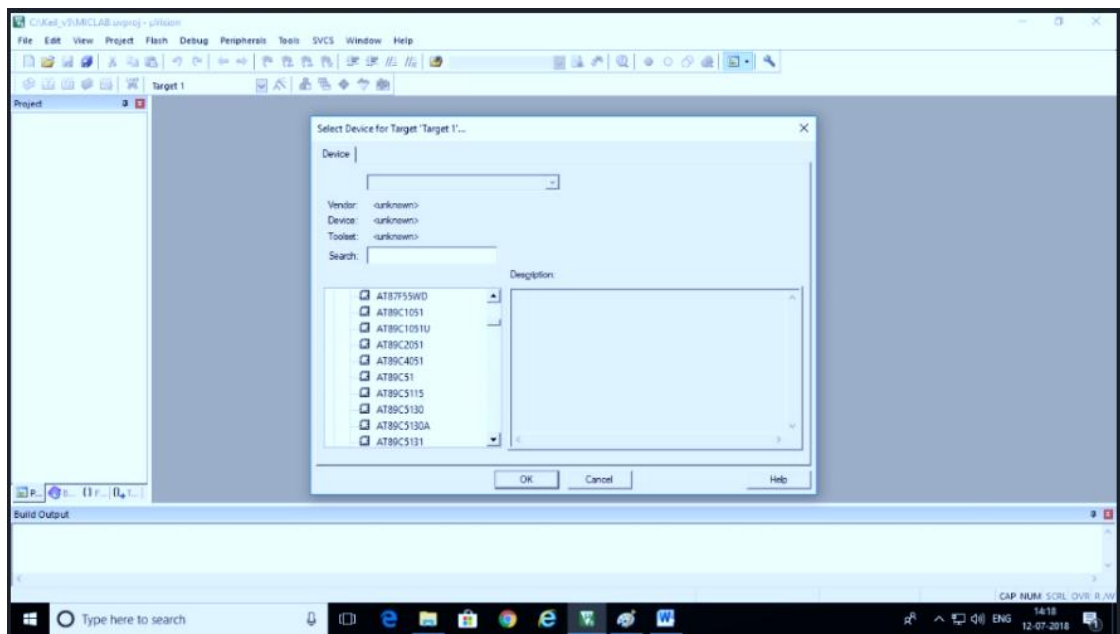 C:\Keil_v5\MICLAB.uvproj - µVision
File Edit View Project Flash Debug Peripherals Tools SVCS Window Help
Target 1
Project
Select Device for Target 'Target 1'...
Device
Vendor: <unknown>
Device: <unknown>
Toolset: <unknown>
Search:
Description:
AT87F55WD
AT89C1051
AT89C1051U
AT89C2051
AT89C4051
AT89C51
AT89C5115
AT89C5130
AT89C5130A
AT89C5131
OK Cancel Help
P... B... {} F... T...
Build Output
CAP NUM SCRL OVR R/W
Type here to search
ENG
14:18
12-07-2018